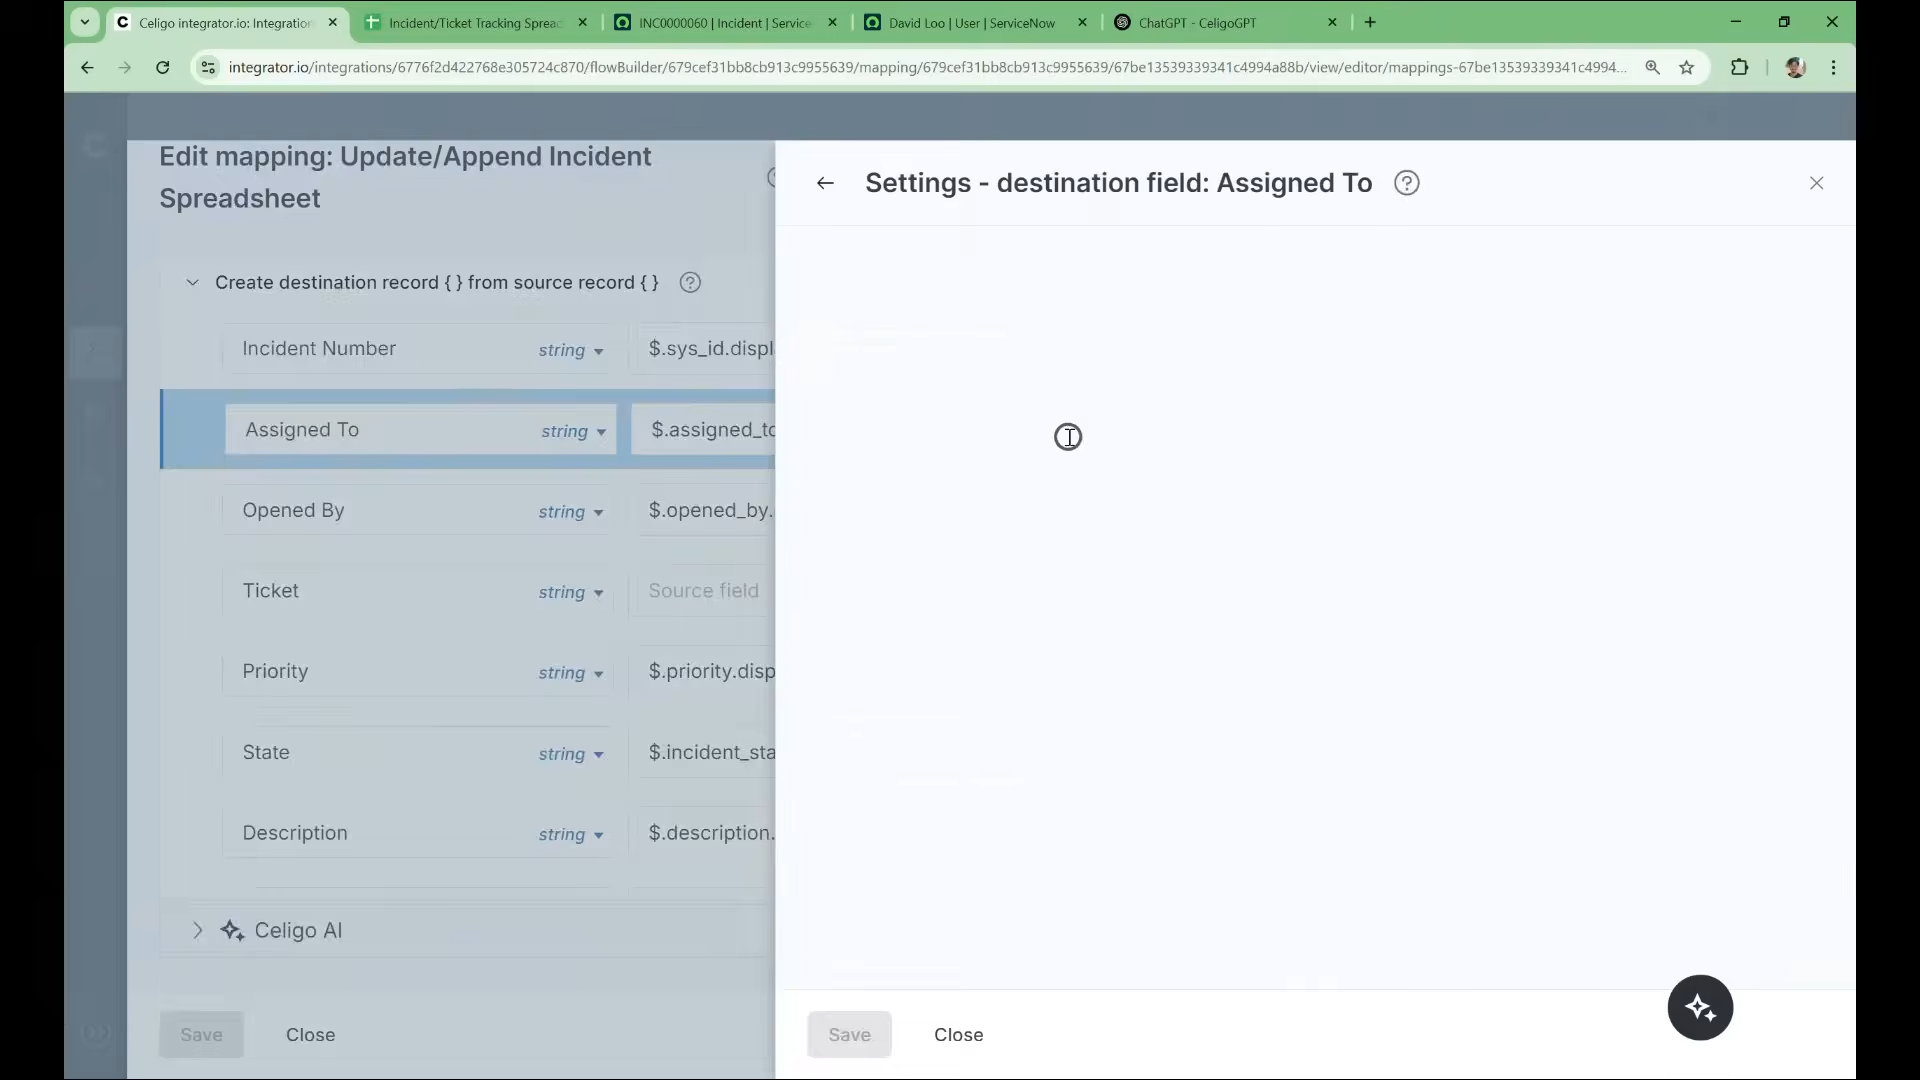 Celigo integrator.io: Integration
Incident/Ticket Tracking Spread
INC0000060 | Incident | Service
David Loo | User | ServiceNow
ChatGPT - CeligoGPT
integrator.io/integrations/6776f2d422768e305724c870/flowBuilder/679cef31bb8cb913c9955639/mapping/679cef31bb8cb913c9955639/67be13539339341c4994a88b/view/editor/mappings-67be13539339341c4994...
Edit mapping: Update/Append Incident
Spreadsheet
Settings - destination field: Assigned To
Create destination record { } from source record { }
Incident Number string $.sys_id.displ
Assigned To string $.assigned_to
Opened By string $.opened_by.
Ticket string Source field
Priority string $.priority.disp
State string $.incident_sta
Description string $.description.
Celigo AI
Save Close
Save Close